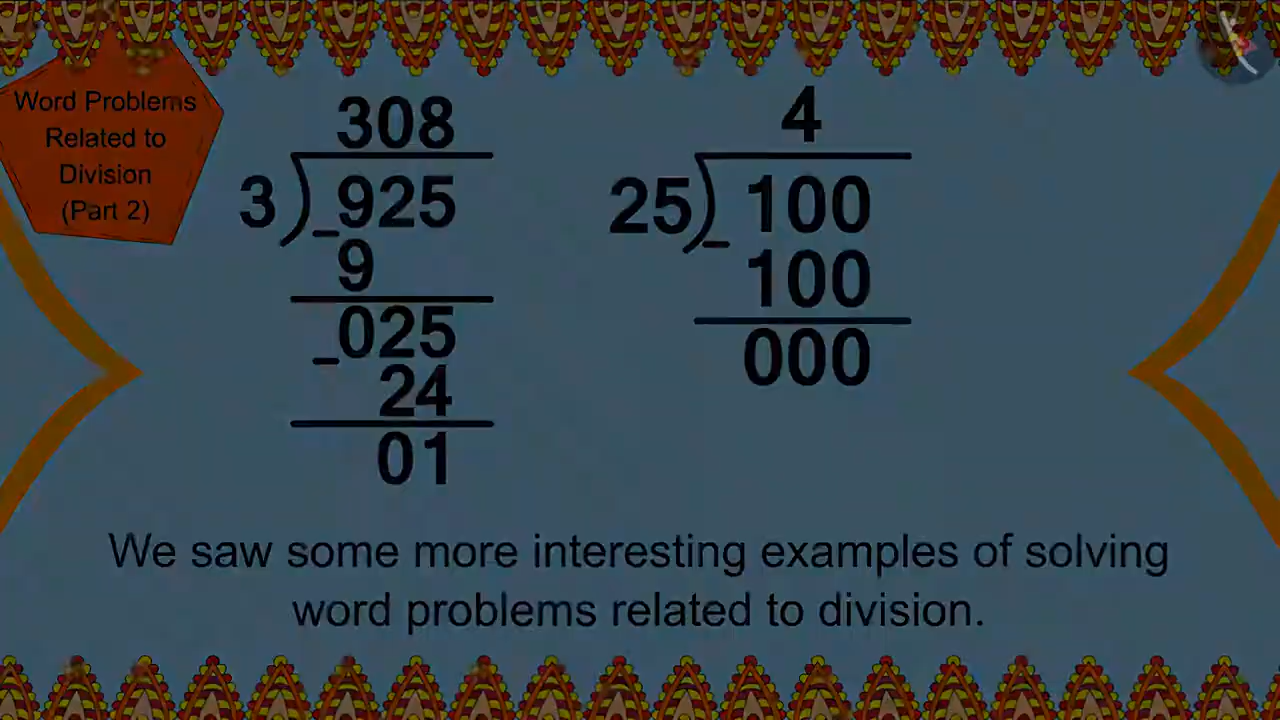 Word Problems
Related to
Division
(Part 2)
308
3)925
_
9
025
_
24
01
4
25)100
_
100
000
We saw some more interesting examples of solving
word problems related to division.